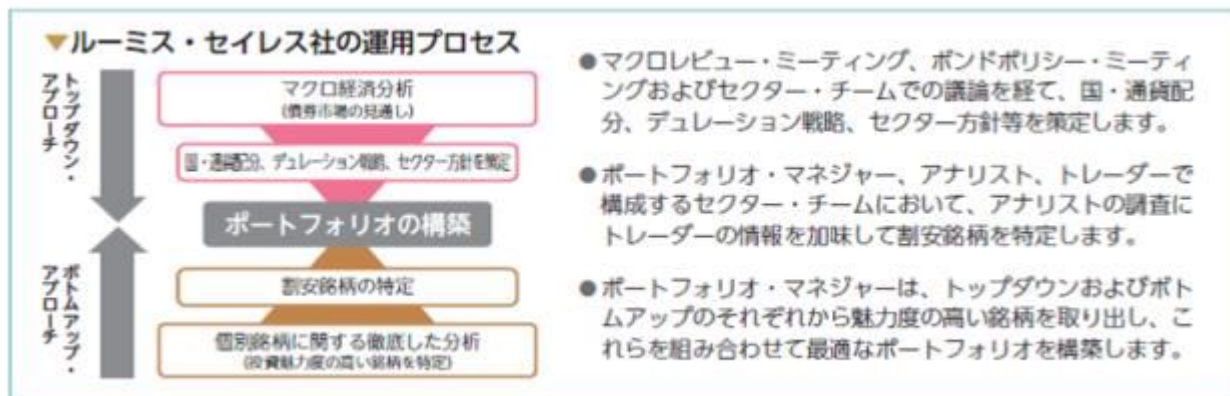 ▼ルーミス・セイレス社の運用プロセス
トップダウン・
アプローチ
マクロ経済分析
(債券市場の見通し)
国・通貨配分、デュレーション戦略、セクター方針を策定
ポートフォリオの構築
割安銘柄の特定
個別銘柄に関する徹底した分析
(投資魅力度の高い銘柄を特定)
ボトムアップ・
アプローチ
●マクロレビュー・ミーティング、ボンドポリシー・ミーティ
ングおよびセクター・チームでの議論を経て、国・通貨配
分、デュレーション戦略、セクター方針等を策定します。
●ポートフォリオ・マネジャー、アナリスト、トレーダーで
構成するセクター・チームにおいて、アナリストの調査に
トレーダーの情報を加味して割安銘柄を特定します。
●ポートフォリオ・マネジャーは、トップダウンおよびボト
ムアップのそれぞれから魅力度の高い銘柄を取り出し、こ
れらを組み合わせて最適なポートフォリオを構築します。